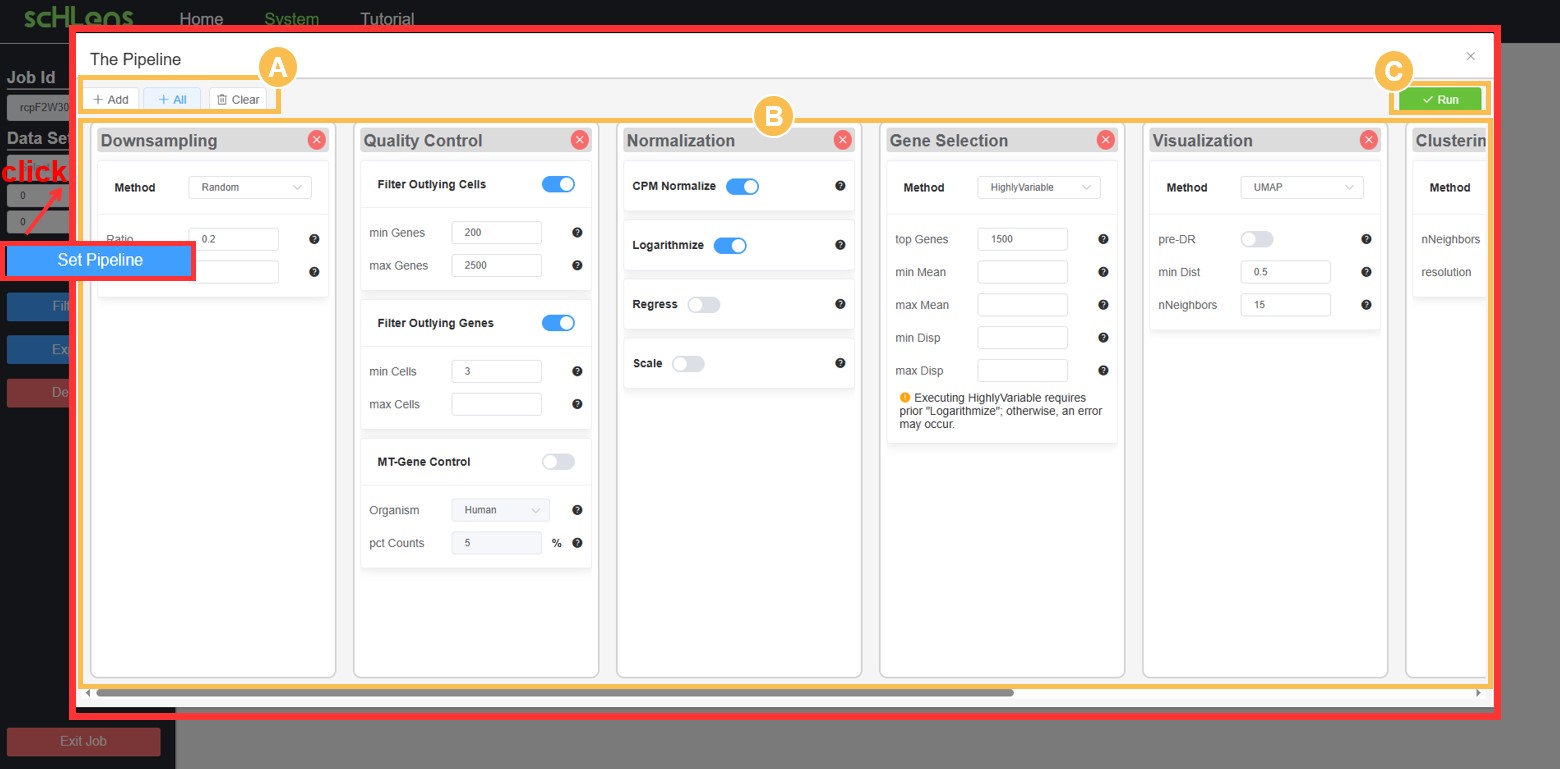 scHLens Home System Tutorial
The Pipeline
A
C
Job Id
+ Add + All Clear
Run
rcpF2W30
B
Data Set
click
0
0
Set Pipeline
Filt
Exp
De
Exit Job
Downsampling
Method Random
Ratio 0.2
Quality Control
Filter Outlying Cells
min Genes 200
max Genes 2500
Filter Outlying Genes
min Cells 3
max Cells
MT-Gene Control
Organism Human
pct Counts 5 %
Normalization
CPM Normalize
Logarithmize
Regress
Scale
Gene Selection
Method HighlyVariable
top Genes 1500
min Mean
max Mean
min Disp
max Disp
Executing HighlyVariable requires
prior "Logarithmize"; otherwise, an error
may occur.
Visualization
Method UMAP
pre-DR
min Dist 0.5
nNeighbors 15
Clusterin
Method
nNeighbors
resolution